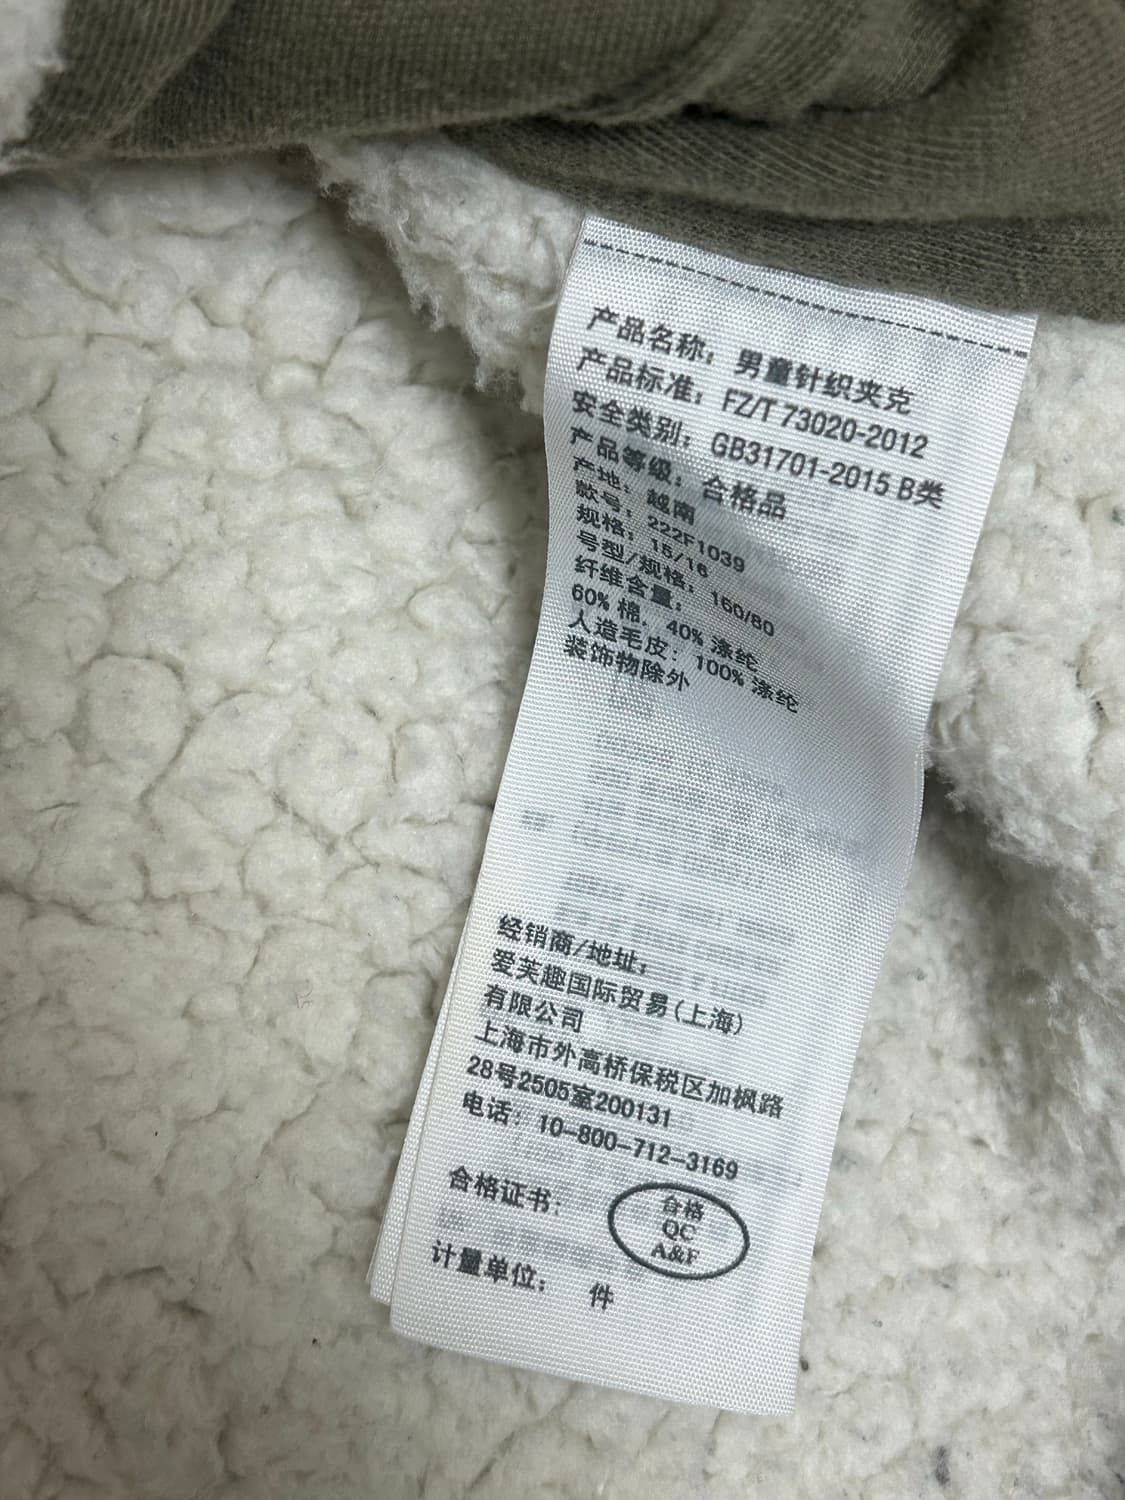 产品名称：男童针织夹克
产品标准：FZ/T 73020-2012
安全类别：GB31701-2015 B类
产品等级：合格品
产地：越南
款号：222F1039
规格：15/16
号型/规格：160/80
纤维含量：
60% 棉，40% 涤纶
人造毛皮：100% 涤纶
装饰物除外
经销商/地址：
爱芙趣国际贸易(上海)
有限公司
上海市外高桥保税区加枫路
28号2505室200131
电话：10-800-712-3169
合格证书：
合格
QC
A&F
计量单位：件